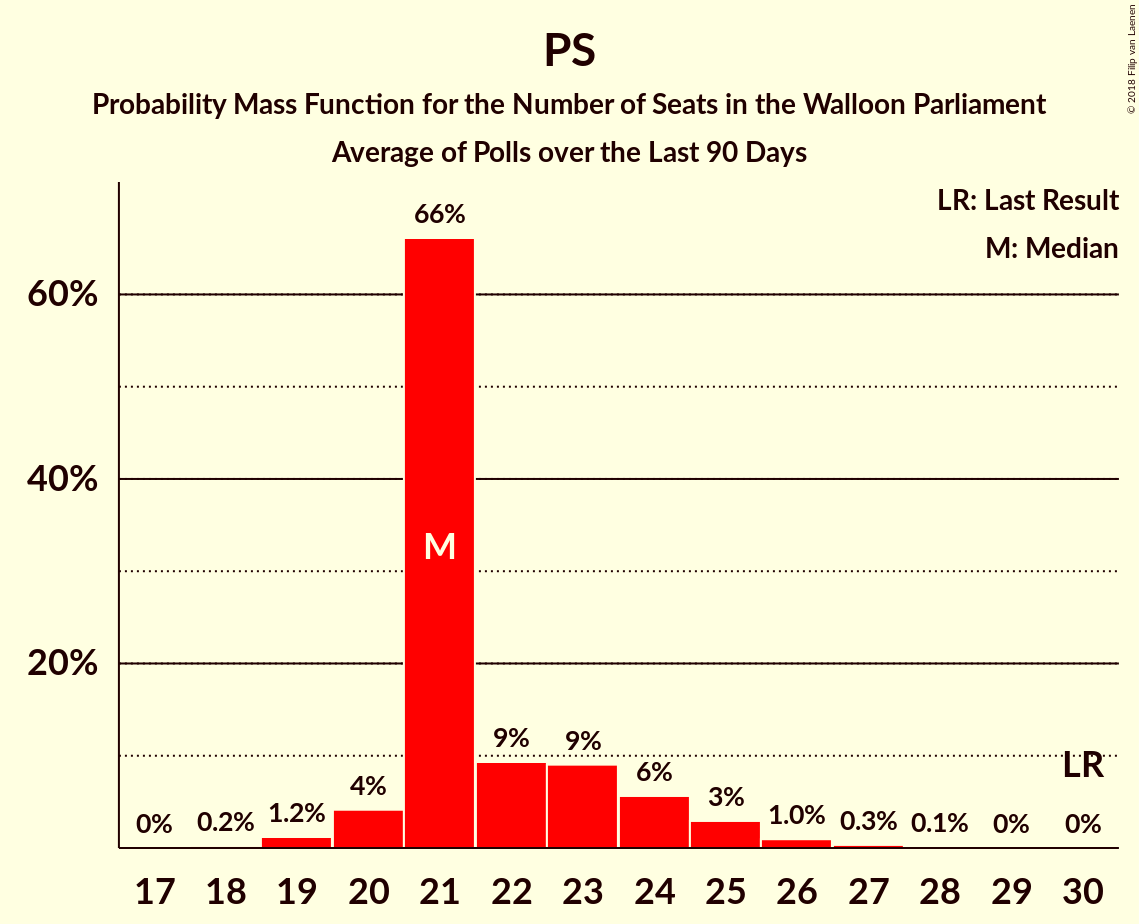 PS
Probability Mass Function for the Number of Seats in the Walloon Parliament
Average of Polls over the Last 90 Days
© 2018 Filip van Laenen
LR: Last Result
M: Median
60%
40%
20%
0%
0.2%
1.2%
4%
66%
M
9%
9%
6%
3%
1.0%
0.3%
0.1%
0%
LR
0%
17 18 19 20 21 22 23 24 25 26 27 28 29 30